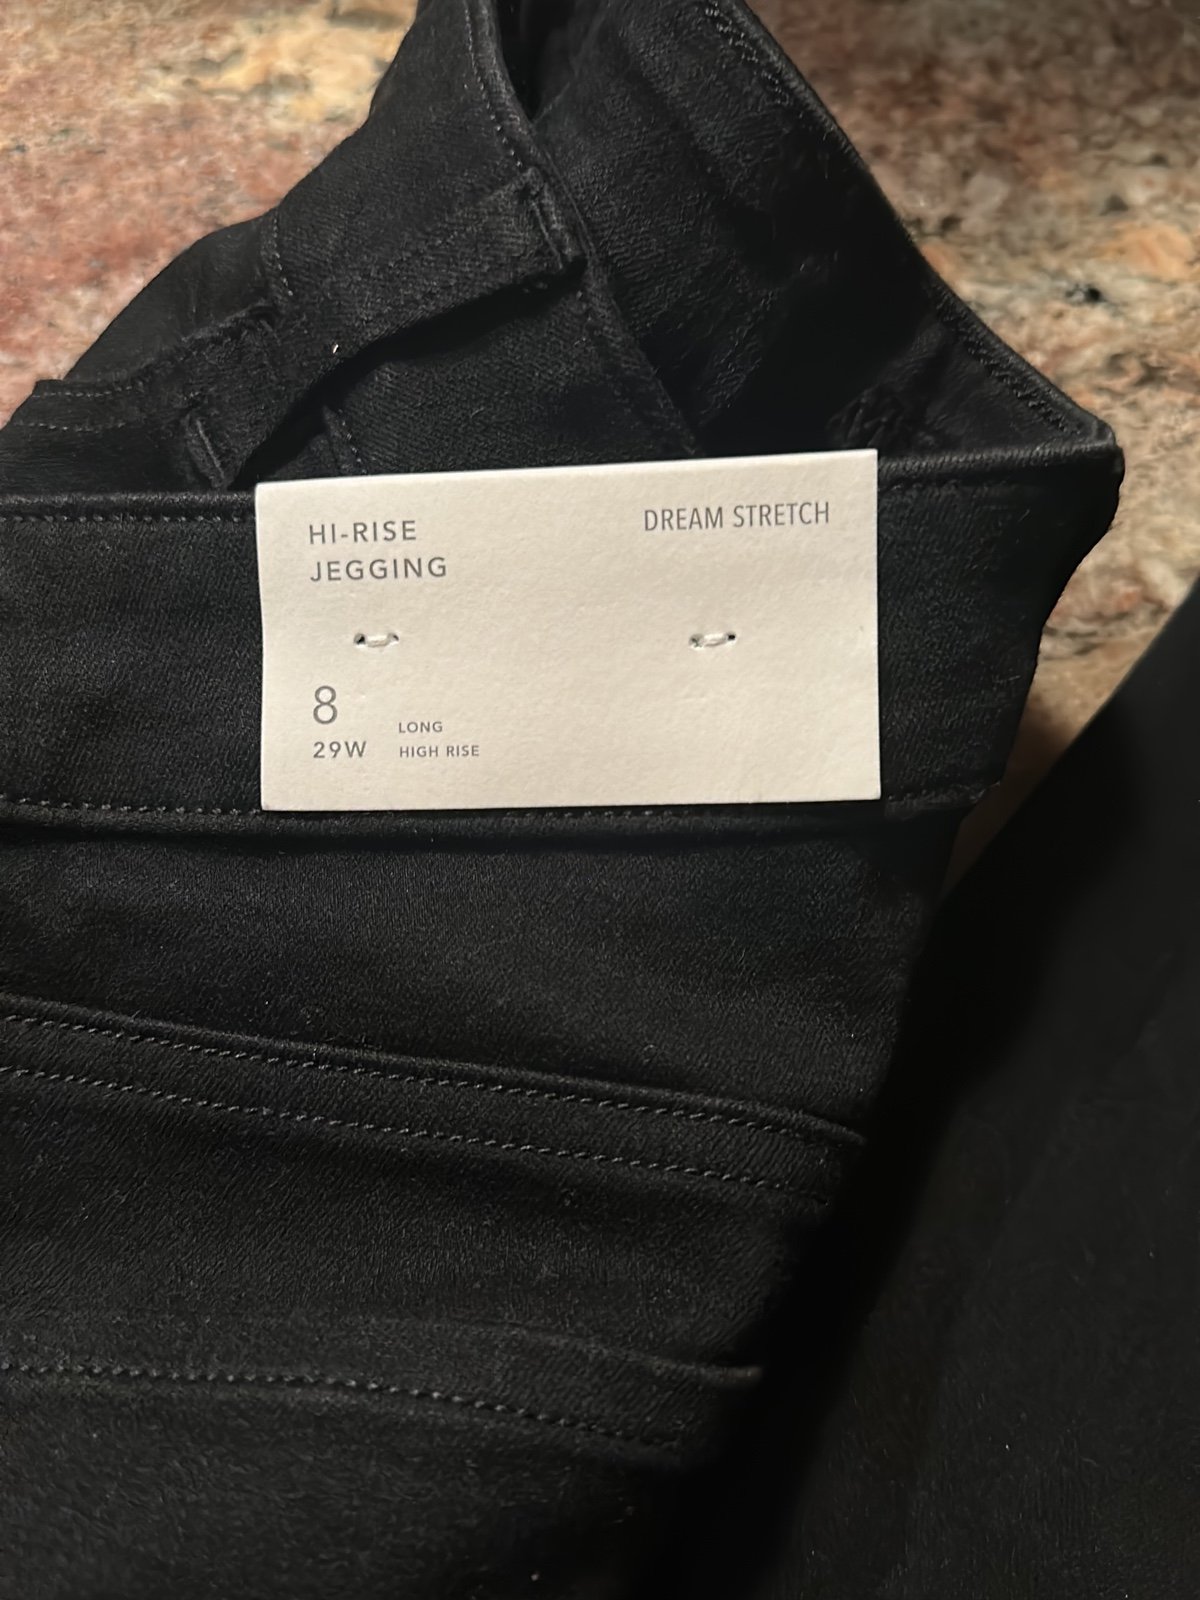 HI-RISE
JEGGING
DREAM STRETCH
8
29W
LONG
HIGH RISE